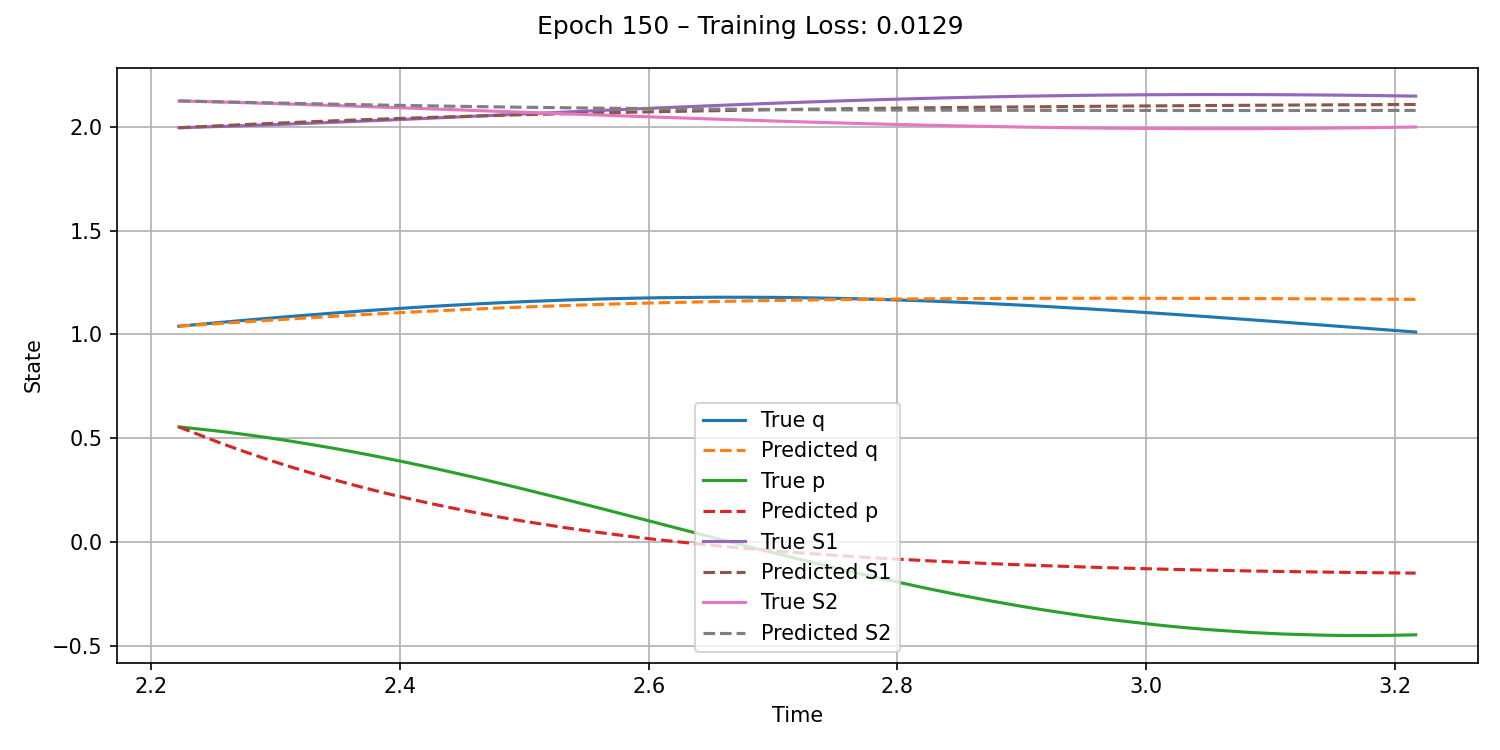 Epoch 150 – Training Loss: 0.0129
State
2.0
1.5
1.0
0.5
0.0
−0.5
True q
Predicted q
True p
Predicted p
True S1
Predicted S1
True S2
Predicted S2
2.2 2.4 2.6 2.8 3.0 3.2
Time